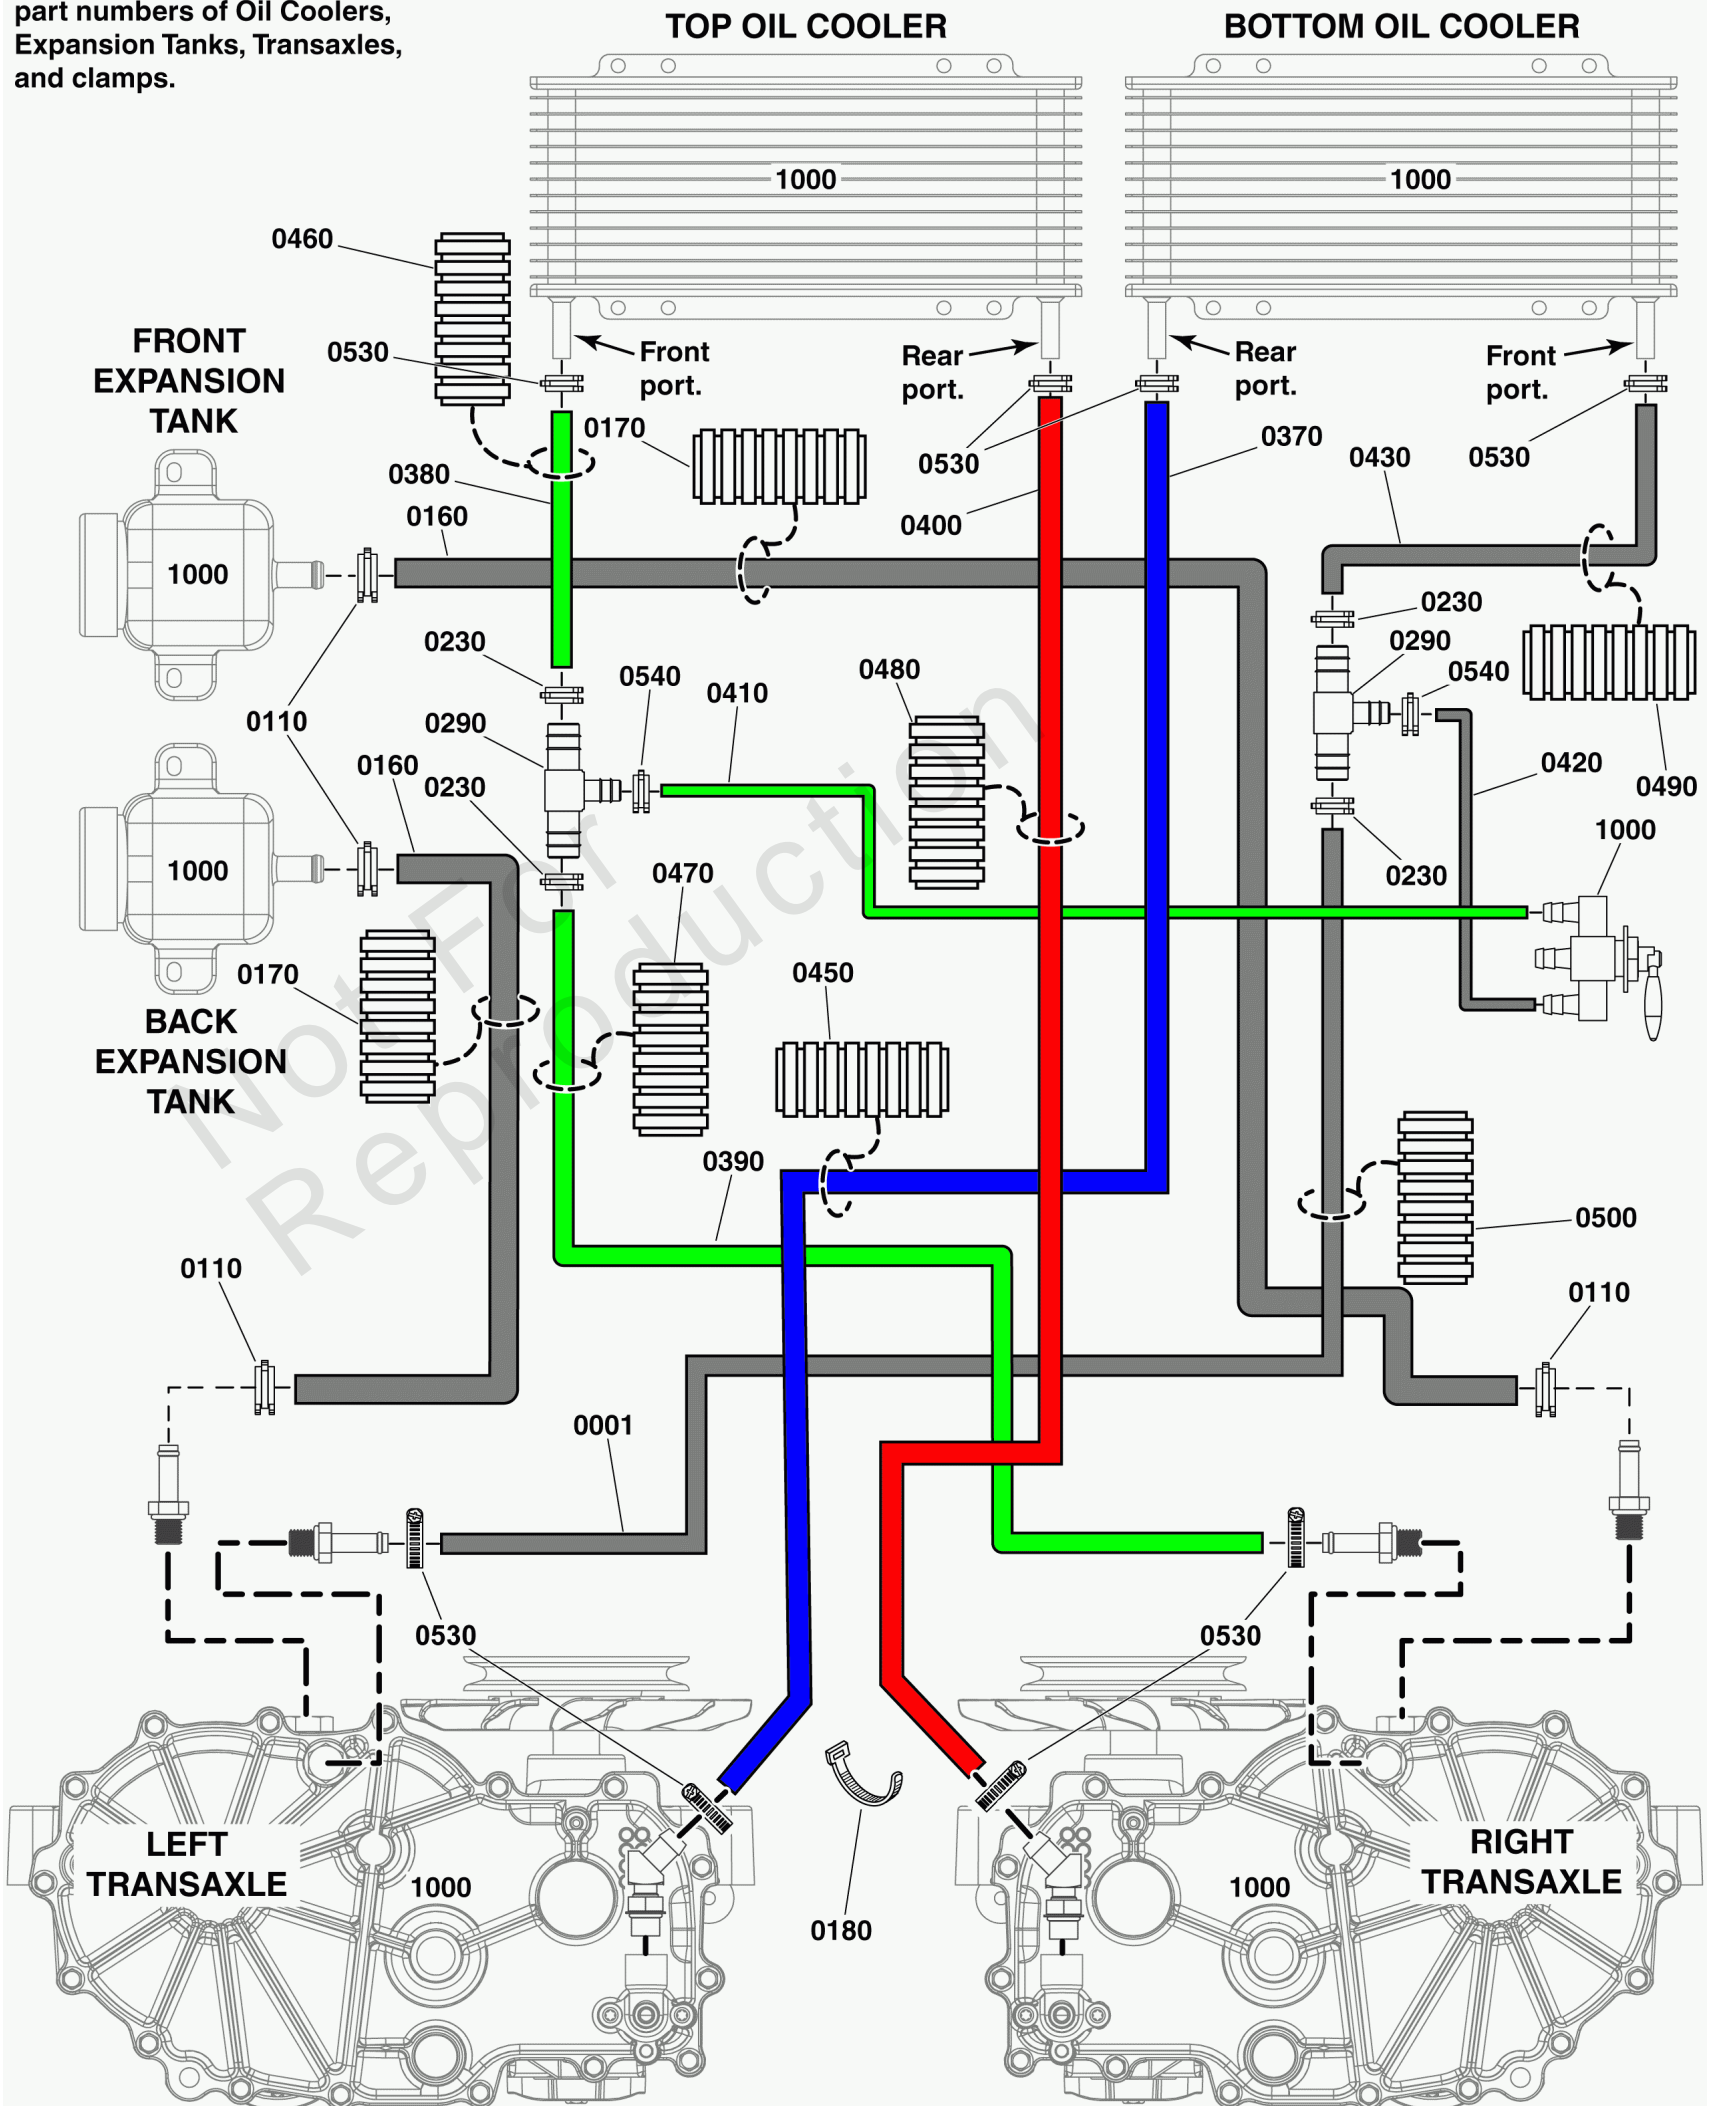 part numbers of Oil Coolers,
Expansion Tanks, Transaxles,
and clamps.
TOP OIL COOLER
BOTTOM OIL COOLER
1000
1000
0460
0530
Front
port.
Rear
port.
Rear
port.
Front
port.
FRONT
EXPANSION
TANK
0170
0530
0370
0430
0530
0380
0160
0400
1000
0230
0290
0540
0230
0540
0410
0480
0110
0290
0160
0230
0420
0490
1000
1000
0470
0230
0170
0450
BACK
EXPANSION
TANK
Not For
Reproduction
0390
0500
0110
0110
0001
0530
0530
LEFT
TRANSAXLE
1000
0180
1000
RIGHT
TRANSAXLE